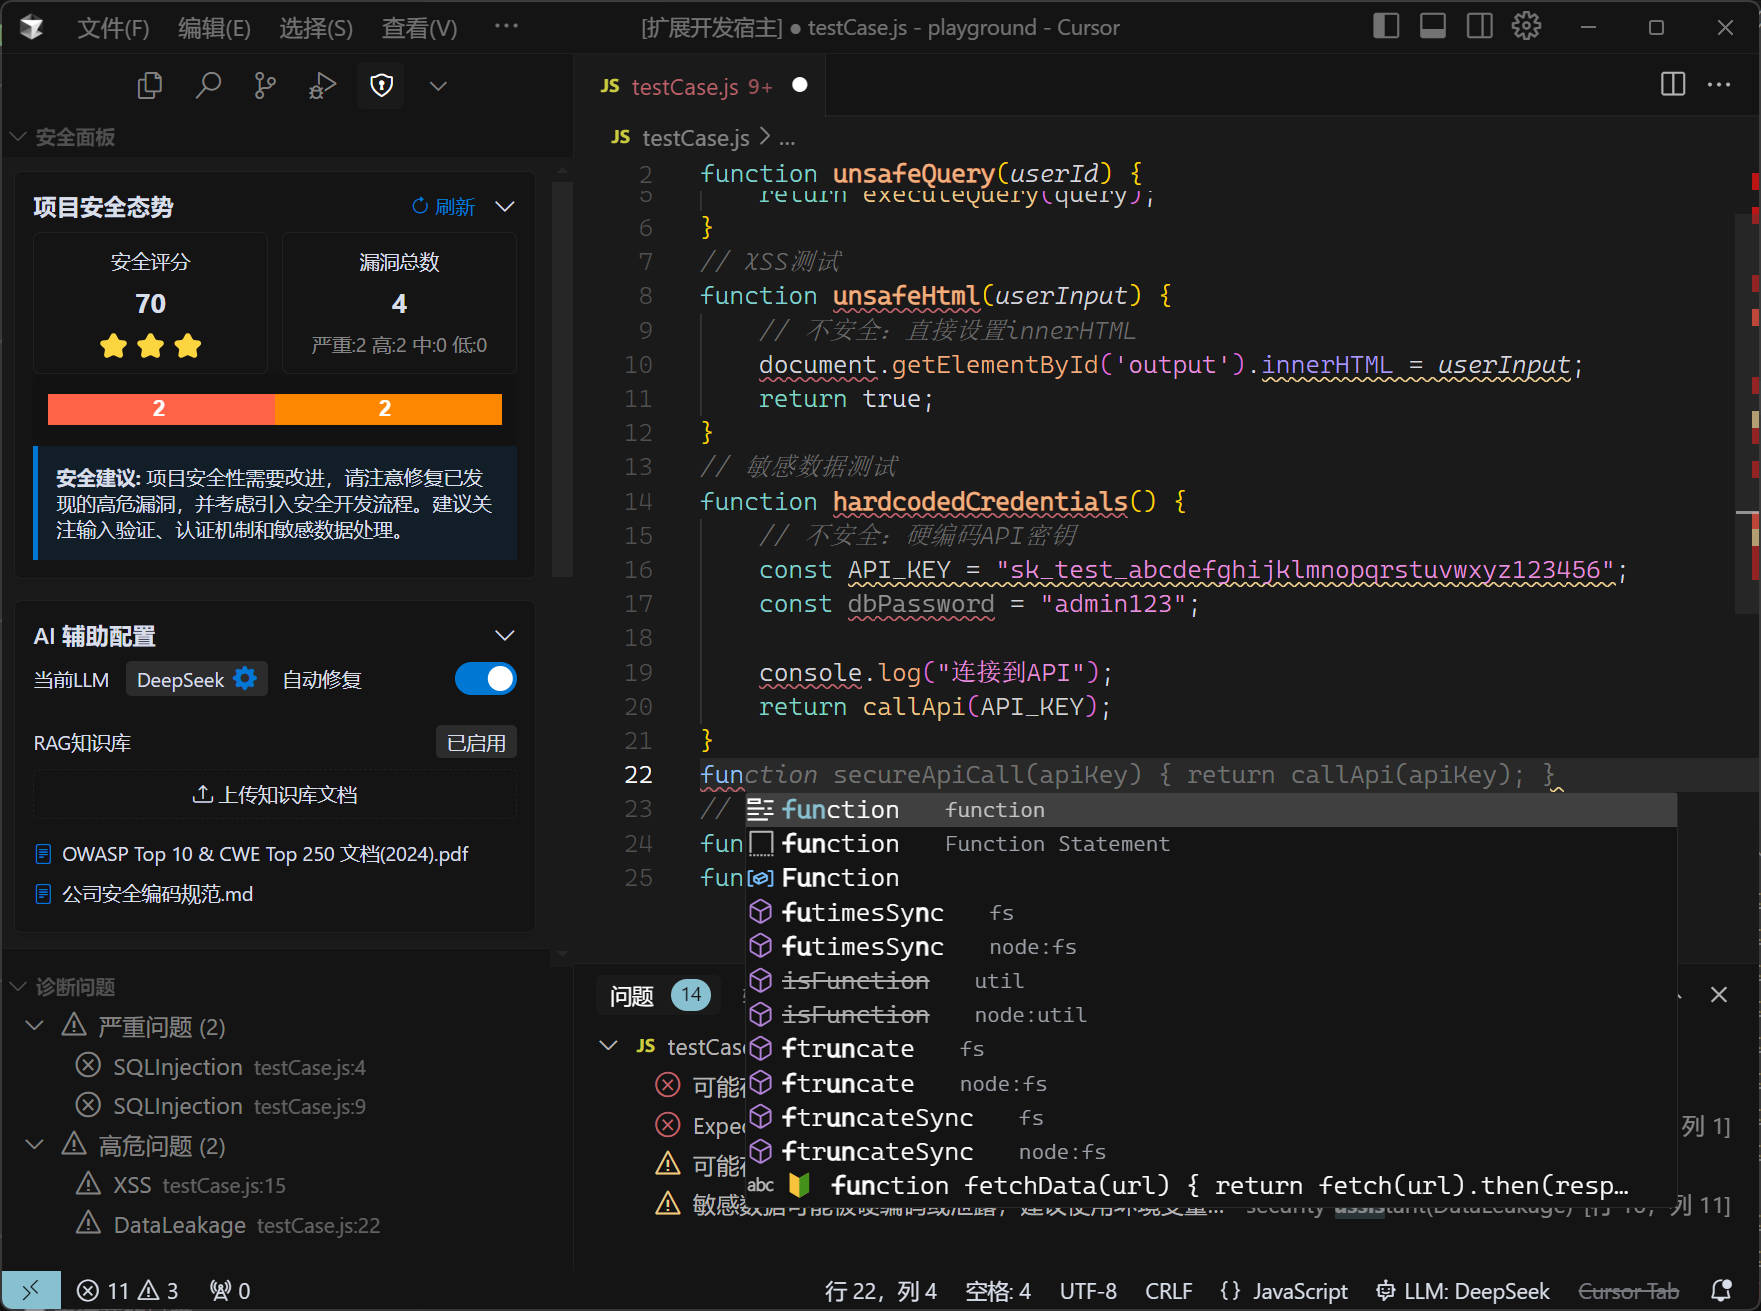 文件(F) 编辑(E) 选择(S) 查看(V) ··· [扩展开发宿主] ● testCase.js - playground - Cursor
安全面板
项目安全态势 刷新
安全评分
70
漏洞总数
4
严重:2 高:2 中:0 低:0
2 2
安全建议: 项目安全性需要改进，请注意修复已发
现的高危漏洞，并考虑引入安全开发流程。建议关
注输入验证、认证机制和敏感数据处理。
AI 辅助配置
当前LLM DeepSeek 自动修复
RAG知识库 已启用
上传知识库文档
OWASP Top 10 & CWE Top 250 文档(2024).pdf
公司安全编码规范.md
诊断问题
严重问题 (2)
SQLInjection testCase.js:4
SQLInjection testCase.js:9
高危问题 (2)
XSS testCase.js:15
DataLeakage testCase.js:22
JS testCase.js 9+
JS testCase.js > ...
2 function unsafeQuery(userId) {
5 return executeQuery(query);
6 }
7 // XSS测试
8 function unsafeHtml(userInput) {
9 // 不安全: 直接设置innerHTML
10 document.getElementById('output').innerHTML = userInput;
11 return true;
12 }
13 // 敏感数据测试
14 function hardcodedCredentials() {
15 // 不安全: 硬编码API密钥
16 const API_KEY = "sk_test_abcdefghijklmnopqrstuvwxyz123456";
17 const dbPassword = "admin123";
18
19 console.log("连接到API");
20 return callApi(API_KEY);
21 }
22 function secureApiCall(apiKey) { return callApi(apiKey); }
23 //
24 fun
25 fun
function function
function Function Statement
Function
futimesSync fs
futimesSync node:fs
isFunction util
isFunction node:util
ftruncate fs
ftruncate node:fs
ftruncateSync fs
ftruncateSync node:fs
abc function fetchData(url) { return fetch(url).then(resp…
问题 14
JS testCase
可能
Expec 列 1]
可能
敏感数据可能被硬编码或泄露，建议使用环境变量... security-assistant(DataLeakage) [行 16, 列 11]
11 3 0
行 22，列 4 空格: 4 UTF-8 CRLF {} JavaScript LLM: DeepSeek Cursor Tab